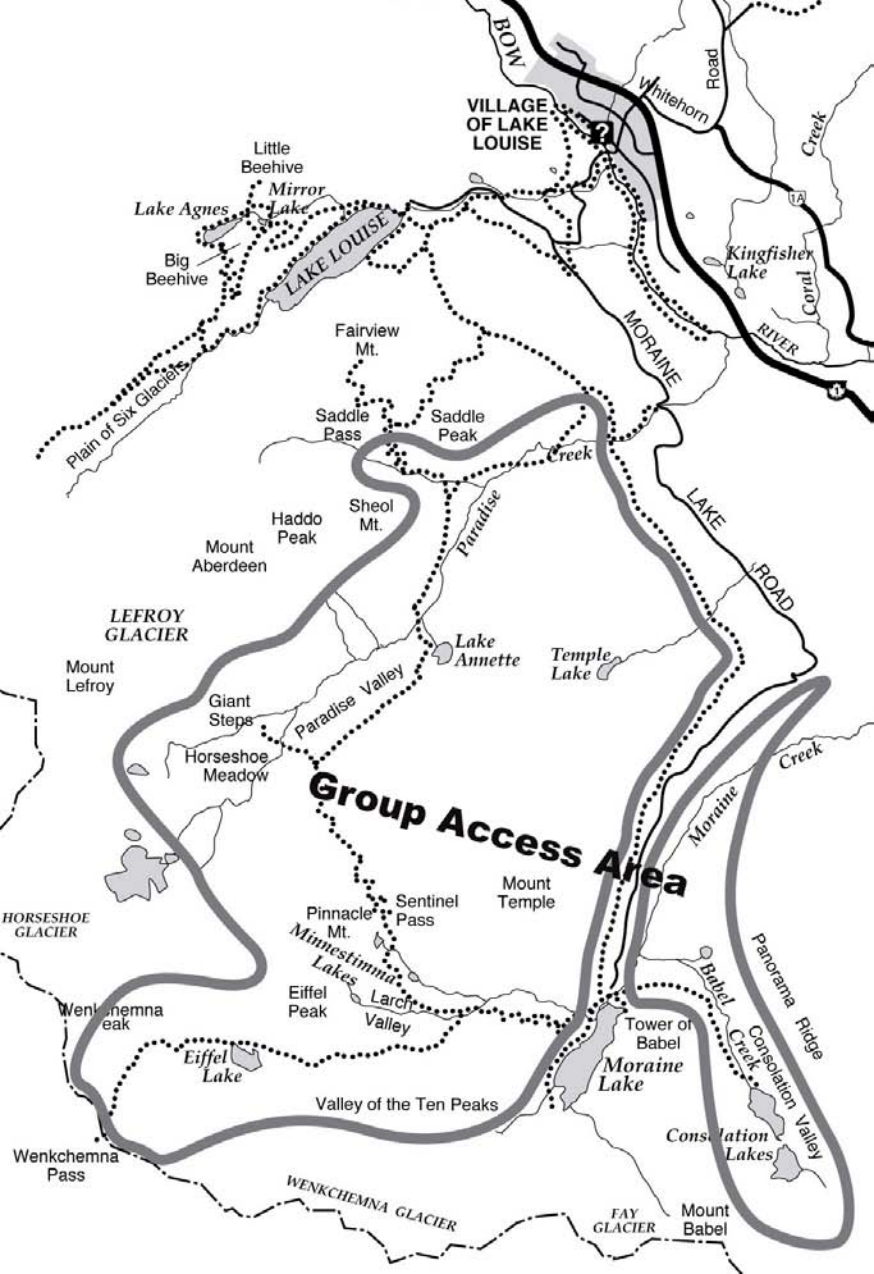 BOW
Road
Whitehorn
VILLAGE
OF LAKE
LOUISE
?
Creek
Little
Beehive
Mirror
Lake
Lake Agnes
1A
LAKE LOUISE
Big
Beehive
Kingfisher
Lake
Coral
Fairview
Mt.
MORAINE
RIVER
1
Plain of Six Glaciers
Saddle
Pass
Saddle
Peak
Creek
Sheol
Mt.
Paradise
LAKE
Haddo
Peak
Mount
Aberdeen
ROAD
LEFROY
GLACIER
Lake
Annette
Temple
Lake
Mount
Lefroy
Paradise Valley
Giant
Steps
Horseshoe
Meadow
Creek
Moraine
Group Access Area
Mount
Temple
Sentinel
Pass
Pinnacle
Mt.
HORSESHOE
GLACIER
Minnestimma
Lakes
Panorama Ridge
Babel
Creek
Eiffel
Peak
Larch
Valley
Wenkchemna
eak
Tower of
Babel
Consolation Valley
Eiffel
Lake
Moraine
Lake
Valley of the Ten Peaks
Consolation
Lakes
Wenkchemna
Pass
WENKCHEMNA GLACIER
FAY
GLACIER
Mount
Babel